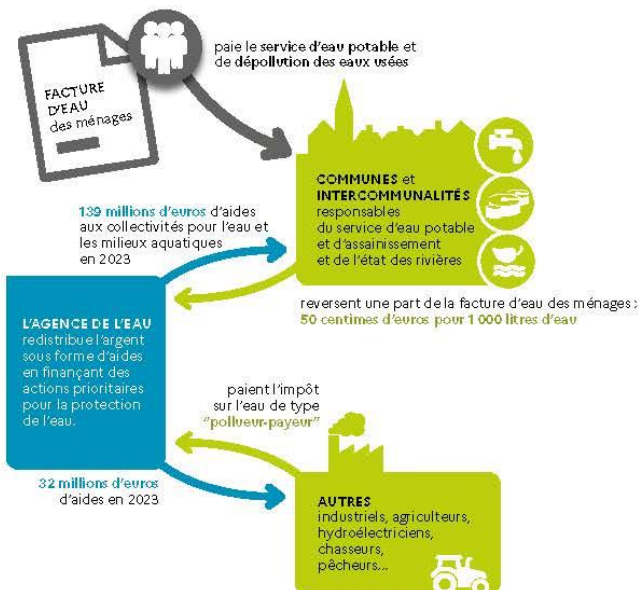 FACTURE
D'EAU
des ménages
paie le service d'eau potable et
de dépollution des eaux usées
COMMUNES et
INTERCOMMUNALITÉS
responsables
du service d'eau potable
et d'assainissement
et de l'état des rivières
139 millions d'euros d'aides
aux collectivités pour l'eau et
les milieux aquatiques
en 2023
reversent une part de la facture d'eau des ménages :
50 centimes d'euros pour 1 000 litres d'eau
L'AGENCE DE L'EAU
redistribue l'argent
sous forme d'aides
en finançant des
actions prioritaires
pour la protection
de l'eau.
paient l'impôt
sur l'eau de type
"pollueur-payeur"
32 millions d'euros
d'aides en 2023
AUTRES
industriels, agriculteurs,
hydroélectriciens,
chasseurs,
pêcheurs...